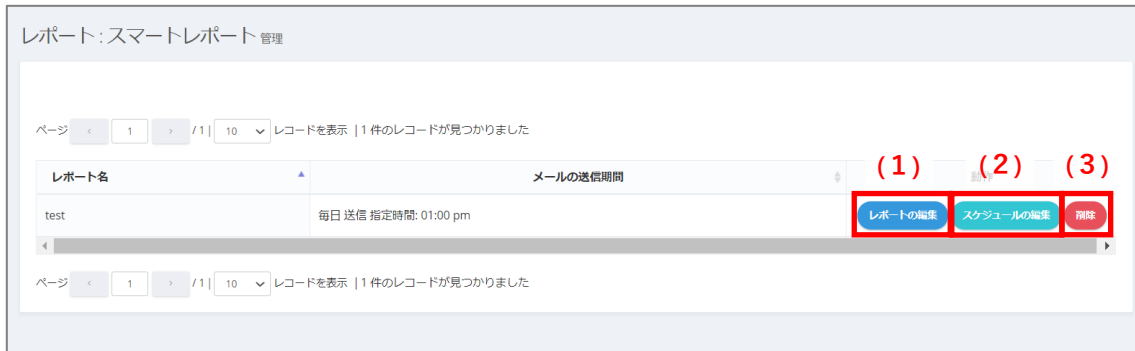 レポート : スマートレポート 管理
ページ < 1 > / 1 | 10 レコードを表示 | 1 件のレコードが見つかりました
(1) (2) (3)
レポート名 メールの送信期間 動作
test 毎日 送信 指定時間: 01:00 pm レポートの編集 スケジュールの編集 削除
ページ < 1 > / 1 | 10 レコードを表示 | 1 件のレコードが見つかりました